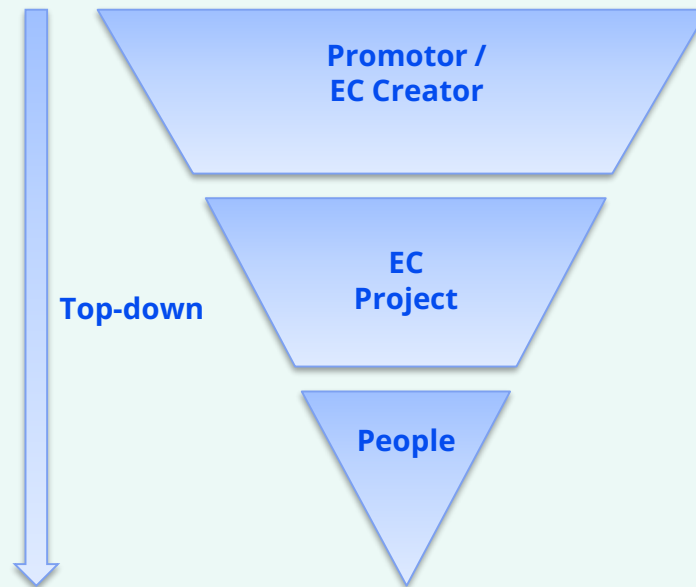 Promotor /
EC Creator
EC
Project
Top-down
People